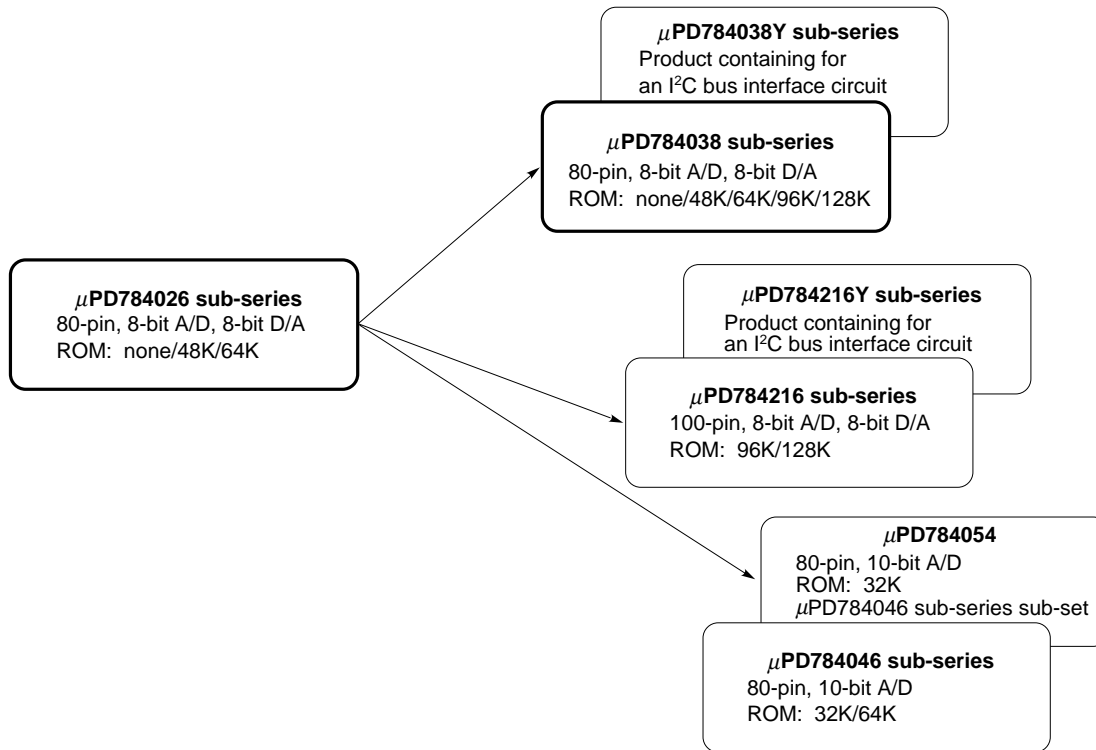 μPD784038Y sub-series
Product containing for
an I²C bus interface circuit
μPD784038 sub-series
80-pin, 8-bit A/D, 8-bit D/A
ROM: none/48K/64K/96K/128K
μPD784026 sub-series
80-pin, 8-bit A/D, 8-bit D/A
ROM: none/48K/64K
μPD784216Y sub-series
Product containing for
an I²C bus interface circuit
μPD784216 sub-series
100-pin, 8-bit A/D, 8-bit D/A
ROM: 96K/128K
μPD784054
80-pin, 10-bit A/D
ROM: 32K
μPD784046 sub-series sub-set
μPD784046 sub-series
80-pin, 10-bit A/D
ROM: 32K/64K